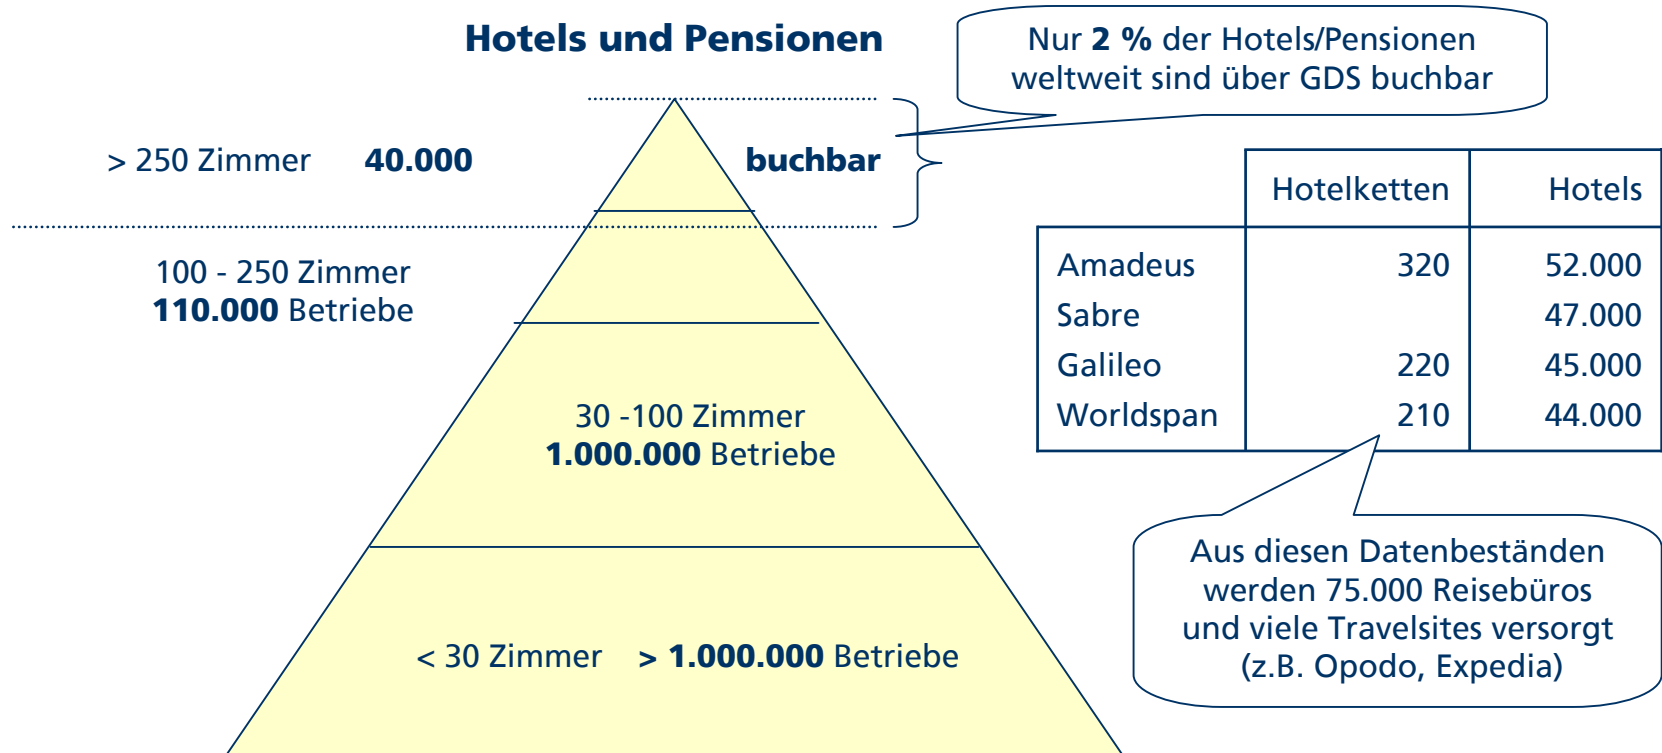 Hotels und Pensionen
Nur 2 % der Hotels/Pensionen
weltweit sind über GDS buchbar
> 250 Zimmer 40.000
buchbar
100 - 250 Zimmer
110.000 Betriebe
30 -100 Zimmer
1.000.000 Betriebe
< 30 Zimmer > 1.000.000 Betriebe
Hotelketten Hotels
Amadeus 320 52.000
Sabre 47.000
Galileo 220 45.000
Worldspan 210 44.000
Aus diesen Datenbeständen
werden 75.000 Reisebüros
und viele Travelsites versorgt
(z.B. Opodo, Expedia)